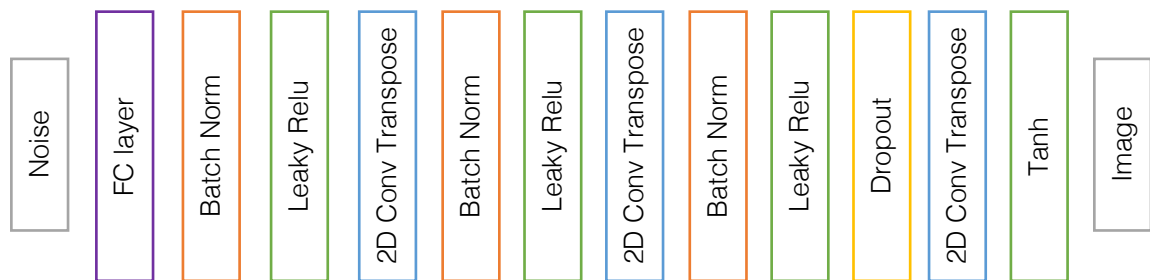 Noise
FC layer
Batch Norm
Leaky Relu
2D Conv Transpose
Batch Norm
Leaky Relu
2D Conv Transpose
Batch Norm
Leaky Relu
Dropout
2D Conv Transpose
Tanh
Image